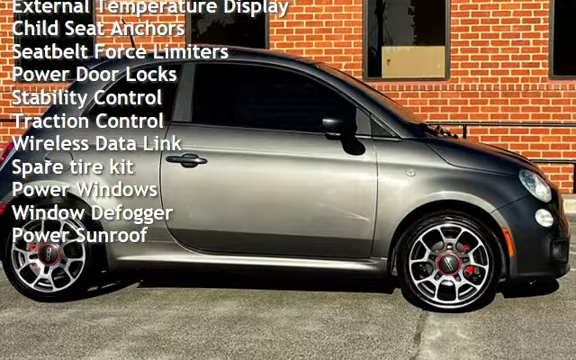 External Temperature Display
Child Seat Anchors
Seatbelt Force Limiters
Power Door Locks
Stability Control
Traction Control
Wireless Data Link
Spare tire kit
Power Windows
Window Defogger
Power Sunroof